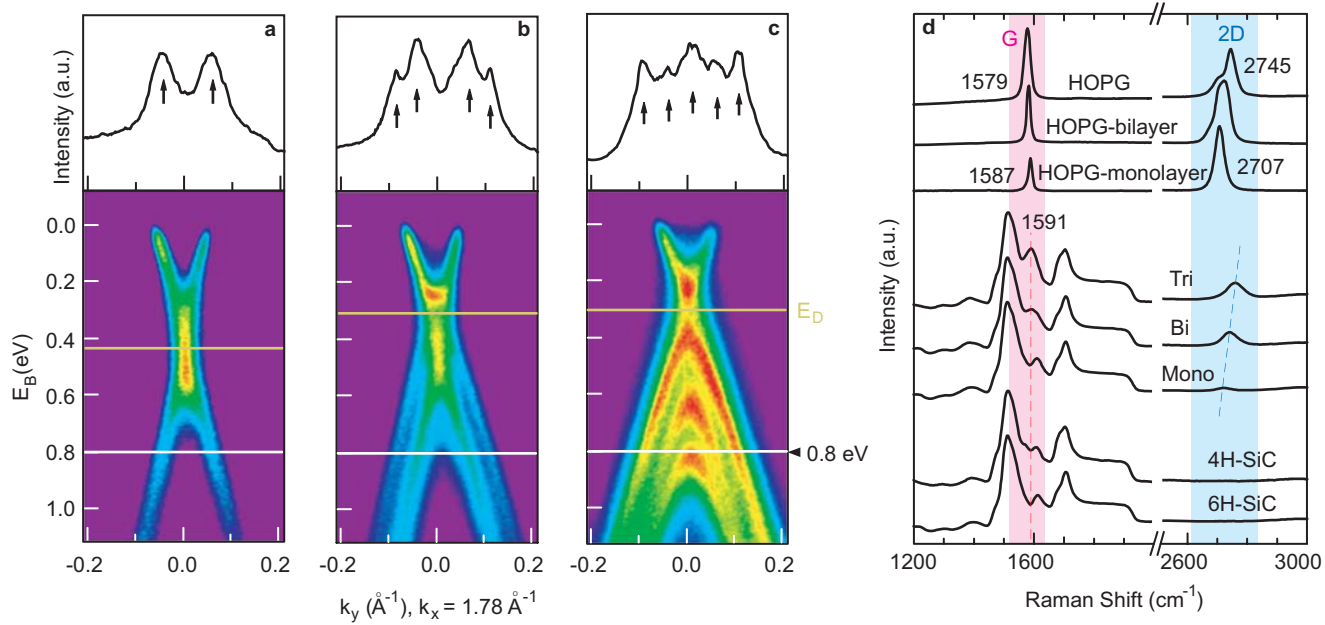 a
b
c
d
Intensity (a.u.)
E_B(eV)
0.0
0.2
0.4
0.6
0.8
1.0
-0.2
0.0
0.2
-0.2
0.0
0.2
-0.2
0.0
0.2
k_y (Å^-1), k_x = 1.78 Å^-1
E_D
0.8 eV
G
2D
1579
HOPG
2745
HOPG-bilayer
1587
HOPG-monolayer
2707
1591
Tri
Bi
Mono
4H-SiC
6H-SiC
Intensity (a.u.)
1200
1600
2600
3000
Raman Shift (cm^-1)